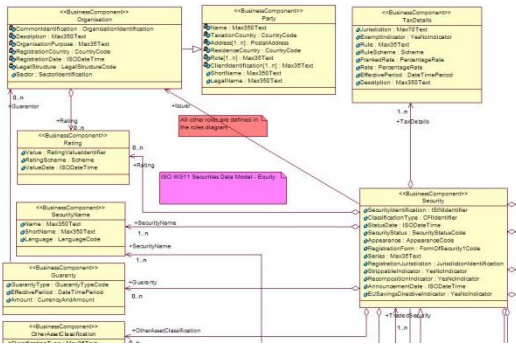 <<BusinessComponent>>
Organisation
CommonIdentification : OrganisationIdentification
Description : Max350Text
OrganisationPurpose : Max35Text
RegistrationCountry : CountryCode
RegistrationDate : ISODateTime
LegalStructure : LegalStructureCode
Sector : SectorIdentification
<<BusinessComponent>>
Party
Name : Max350Text
TaxationCountry : CountryCode
Address[1..n] : PostalAddress
ResidenceCountry : CountryCode
Role[1..n] : Max35Text
ClientIdentification[1..n] : Max35Text
ShortName : Max350Text
LegalName : Max350Text
<<BusinessComponent>>
TaxDetails
Jurisdiction : Max70Text
ExemptIndicator : YesNoIndicator
Rule : Max35Text
RuleScheme : Scheme
FrankedRate : PercentageRate
Rate : PercentageRate
EffectivePeriod : DateTimePeriod
Description : Max350Text
0..n
+Guarantor
+Issuer
1..n
+TaxDetails
+Rating
All other roles are defined in
the roles diagram
<<BusinessComponent>>
Rating
Value : RatingValueIdentifier
RatingScheme : Scheme
ValueDate : ISODateTime
0..n
+Rating
ISO WG11 Securities Data Model - Equity
<<BusinessComponent>>
SecurityName
Name : Max350Text
ShortName : Max350Text
Language : LanguageCode
+SecurityName
1..n
+SecurityName
1..n
<<BusinessComponent>>
Security
SecurityIdentification : ISINIdentifier
ClassificationType : CFIIdentifier
StatusDate : ISODateTime
SecurityStatus : SecurityStatusCode
Appearance : AppearanceCode
RegistrationForm : FormOfSecurity1Code
Series : Max35Text
RegistrationJurisdiction : JurisdictionIdentification
StrippableIndicator : YesNoIndicator
RecompositionIndicator : YesNoIndicator
AnnouncementDate : ISODateTime
EUSavingsDirectiveIndicator : YesNoIndicator
<<BusinessComponent>>
Guaranty
GuarantyType : GuarantyTypeCode
EffectivePeriod : DateTimePeriod
Amount : CurrencyAndAmount
+Guaranty
0..n
+TradedSecurity
1..n
<<BusinessComponent>>
OtherAssetClassification
+OtherAssetClassification
0..n